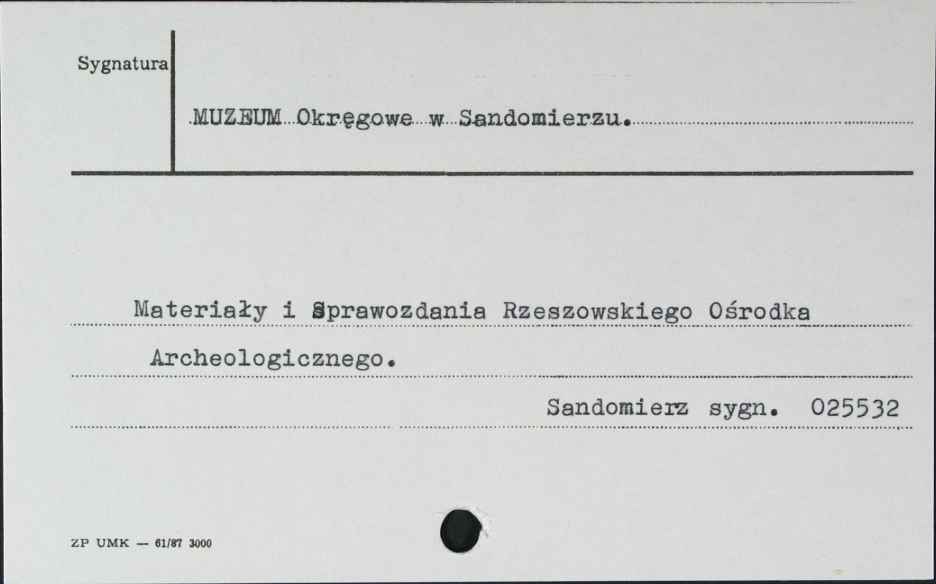 Sygnatura
MUZEUM Okręgowe w Sandomierzu.
Materiały i Sprawozdania Rzeszowskiego Ośrodka
Archeologicznego.
Sandomierz sygn. 025532
ZP UMK — 61/87 3000